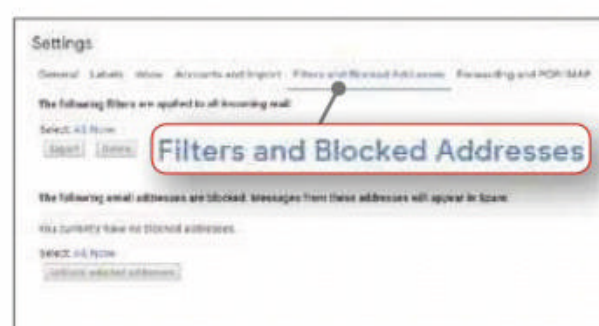 Settings
General Labels Inbox Accounts and Import Filters and Blocked Addresses Forwarding and POP/IMAP
The following filters are applied to all incoming mail
Select: All, None
Export Delete
Filters and Blocked Addresses
The following email addresses are blocked. Messages from these addresses will appear in Spam
You currently have no blocked addresses.
Select: All, None
Unblock selected addresses